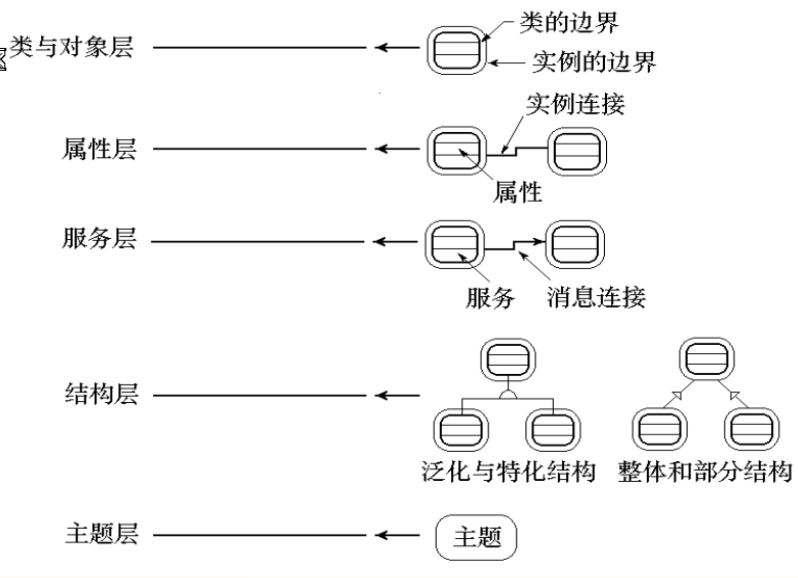 类与对象层
类的边界
实例的边界
实例连接
属性层
属性
服务层
服务
消息连接
结构层
泛化与特化结构
整体和部分结构
主题层
主题